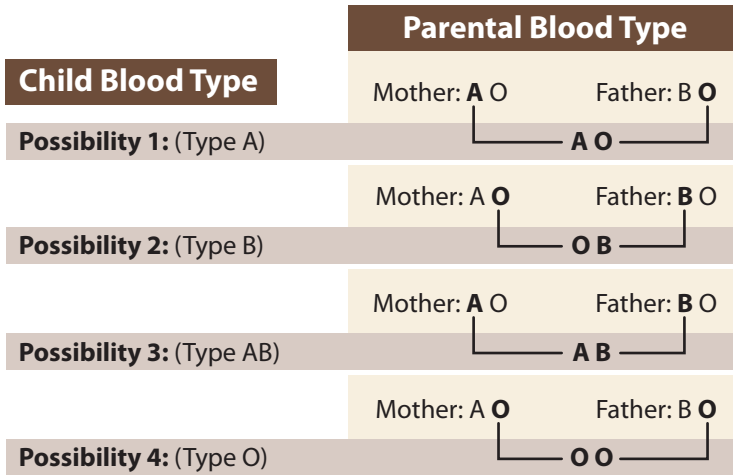 Parental Blood Type
Child Blood Type
Mother: A O Father: B O
Possibility 1: (Type A) A O
Mother: A O Father: B O
Possibility 2: (Type B) O B
Mother: A O Father: B O
Possibility 3: (Type AB) A B
Mother: A O Father: B O
Possibility 4: (Type O) O O